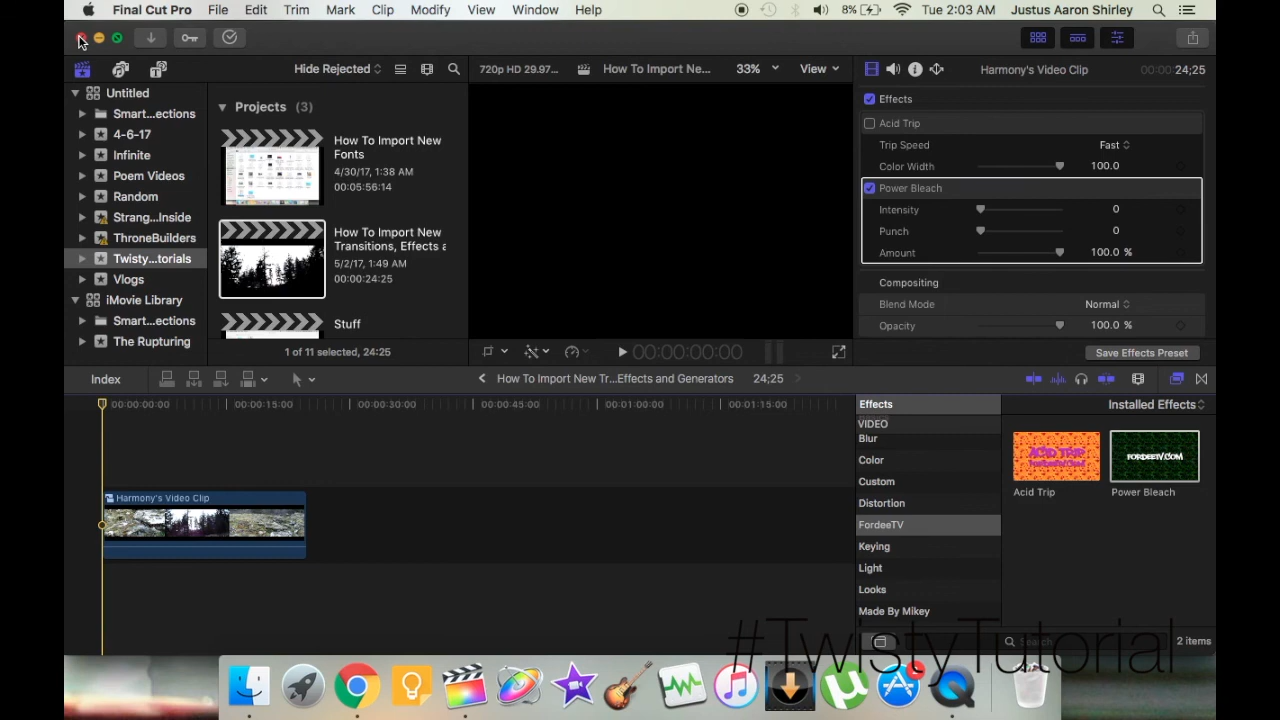 Final Cut Pro File Edit Trim Mark Clip Modify View Window Help 8% Tue 2:03 AM Justus Aaron Shirley
Hide Rejected 720p HD 29.97... How To Import Ne... 33% View Harmony's Video Clip 00:00:24;25
Untitled
Smart...ections
4-6-17
Infinite
Poem Videos
Random
Strang...Inside
ThroneBuilders
Twisty...torials
Vlogs
iMovie Library
Smart...ections
The Rupturing
Projects (3)
How To Import New
Fonts
4/30/17, 1:38 AM
00:05:56:14
How To Import New
Transitions, Effects a
5/2/17, 1:49 AM
00:00:24:25
Stuff
1 of 11 selected, 24:25
00:00:00:00
Effects
Acid Trip
Trip Speed Fast
Color Width 100.0
Power Bleach
Intensity 0
Punch 0
Amount 100.0 %
Compositing
Blend Mode Normal
Opacity 100.0 %
Save Effects Preset
Index How To Import New Tr...Effects and Generators 24;25
00:00:00:00 00:00:15:00 00:00:30:00 00:00:45:00 00:01:00:00 00:01:15:00
Harmony's Video Clip
Effects Installed Effects
VIDEO
Blur
Color
Custom
Distortion
FordeeTV
Keying
Light
Looks
Made By Mikey
ACID TRIP
FORDEETV.COM
Acid Trip
FORDEETV.COM
Power Bleach
Search 2 items
#TwistyTutorial